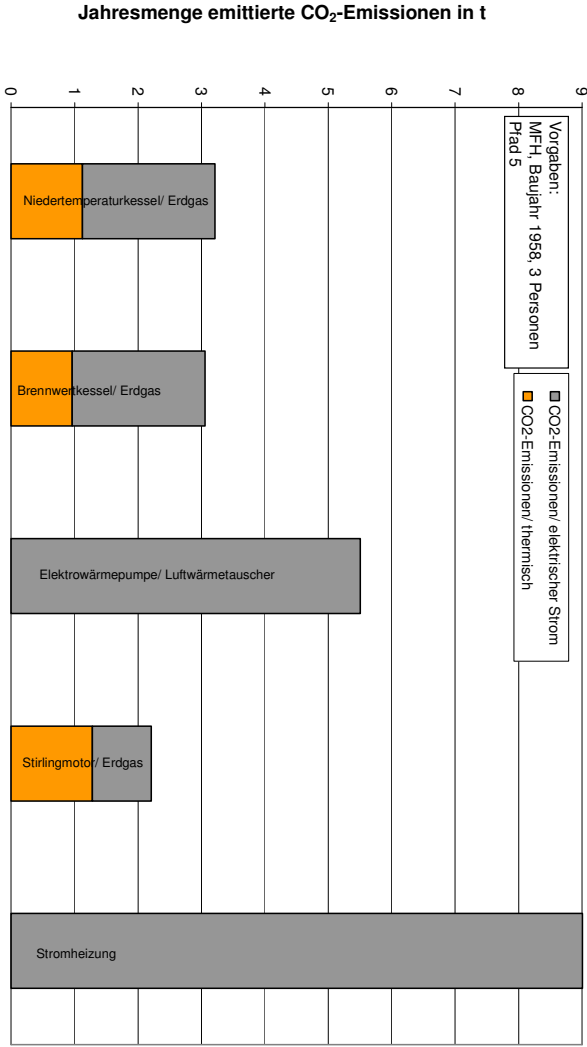 Jahresmenge emittierte CO₂-Emissionen in t
0
1
2
3
4
5
6
7
8
9
Vorgaben:
MFH, Baujahr 1958, 3 Personen
Pfad 5
CO2-Emissionen/ elektrischer Strom
CO2-Emissionen/ thermisch
Niedertemperaturkessel/ Erdgas
Brennwertkessel/ Erdgas
Elektrowärmepumpe/ Luftwärmetauscher
Stirlingmotor/ Erdgas
Stromheizung